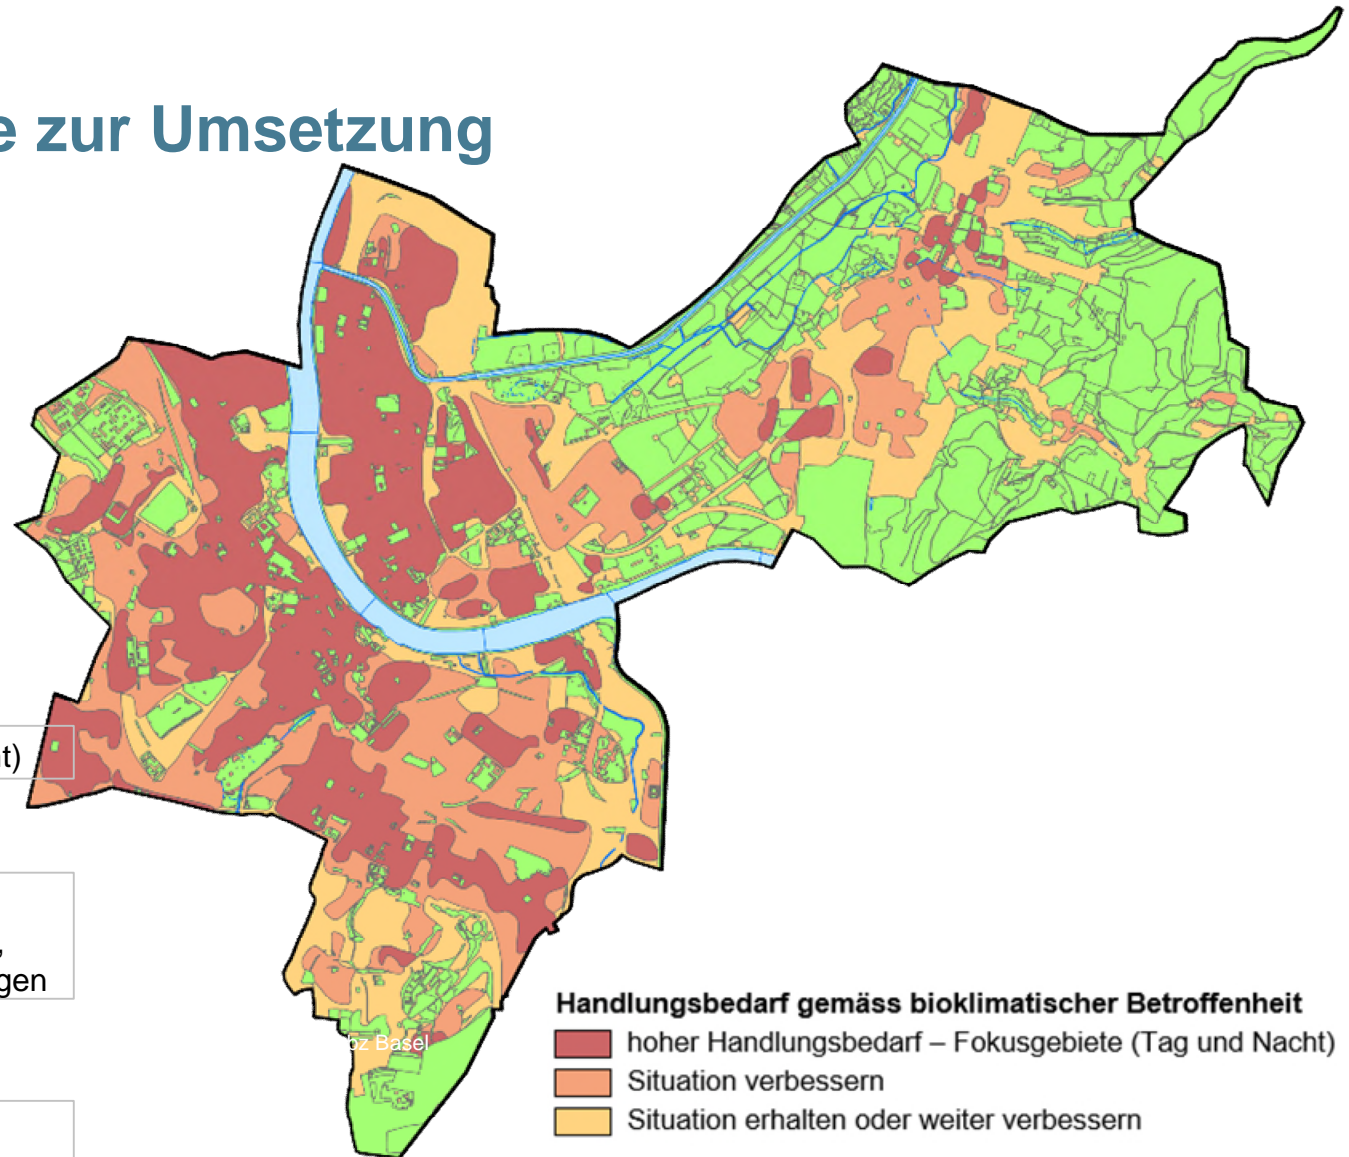 e zur Umsetzung
t)
,
gen
bz Basel
Handlungsbedarf gemäss bioklimatischer Betroffenheit
hoher Handlungsbedarf – Fokusgebiete (Tag und Nacht)
Situation verbessern
Situation erhalten oder weiter verbessern